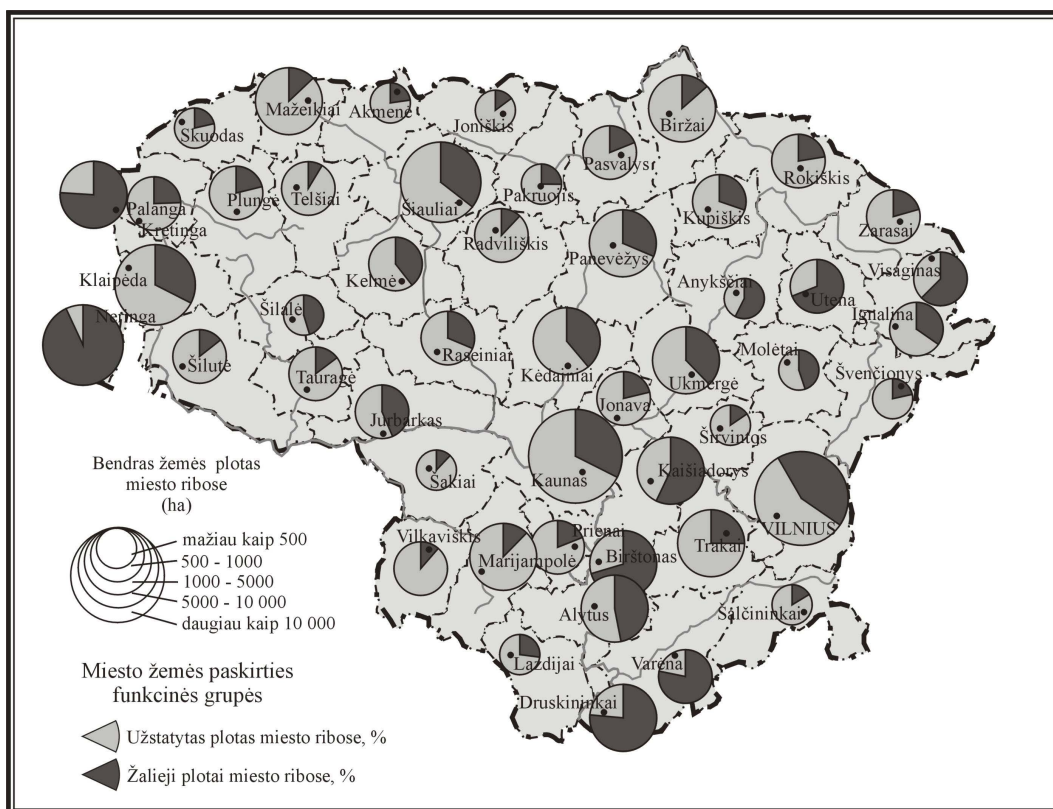 Mažeikiai
Akmenė
Skuodas
Joniškis
Biržai
Pasvalys
Rokiškis
Plungė
Telšiai
Šiauliai
Pakruojis
Kupiškis
Palanga
Kretinga
Radviliškis
Zarasai
Panevėžys
Klaipėda
Kelmė
Anykščiai
Utena
Visaginas
Ignalina
Neringa
Šilalė
Raseiniai
Kėdainiai
Ukmergė
Molėtai
Švenčionys
Šilutė
Tauragė
Jurbarkas
Jonava
Širvintos
Šakiai
Kaunas
Kaišiadorys
VILNIUS
Vilkaviškis
Marijampolė
Prienai
Birštonas
Trakai
Alytus
Šalčininkai
Lazdijai
Varėna
Druskininkai
Bendras žemės plotas
miesto ribose
(ha)
mažiau kaip 500
500 - 1000
1000 - 5000
5000 - 10 000
daugiau kaip 10 000
Miesto žemės paskirties
funkcinės grupės
Užstatytas plotas miesto ribose, %
Žalieji plotai miesto ribose, %